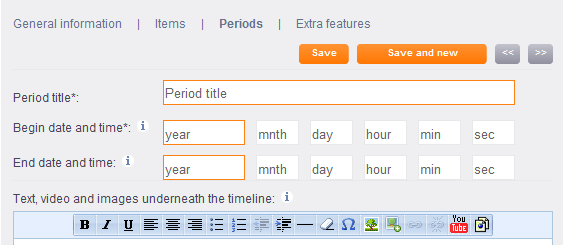 General information | Items | Periods | Extra features
Save Save and new << >>
Period title*: Period title
Begin date and time*: i year mnth day hour min sec
End date and time: i year mnth day hour min sec
Text, video and images underneath the timeline: i
B I U Ω You Tube